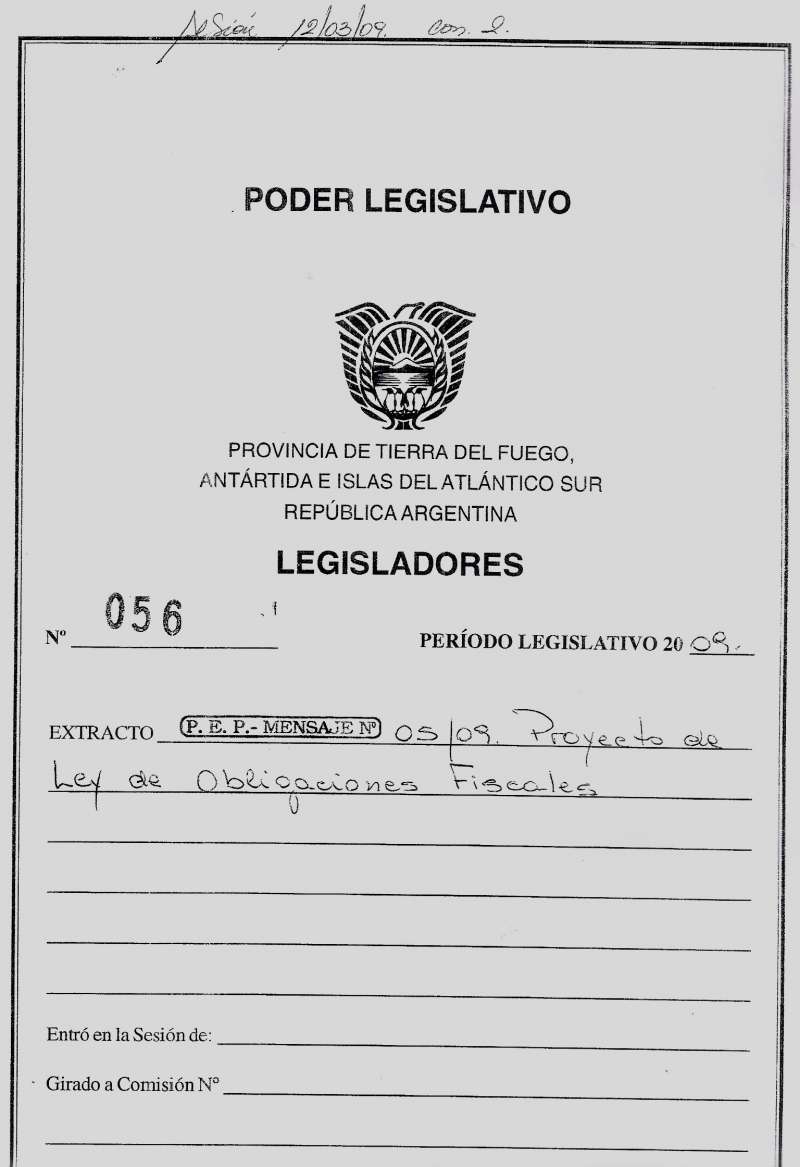 Sesión 12/03/09. Com. 2.
PODER LEGISLATIVO
PROVINCIA DE TIERRA DEL FUEGO,
ANTÁRTIDA E ISLAS DEL ATLÁNTICO SUR
REPÚBLICA ARGENTINA
LEGISLADORES
Nº 056
PERÍODO LEGISLATIVO 20 09.
EXTRACTO P. E. P.- MENSAJE Nº 05/09. Proyecto de
Ley de Obligaciones Fiscales
Entró en la Sesión de:
Girado a Comisión Nº